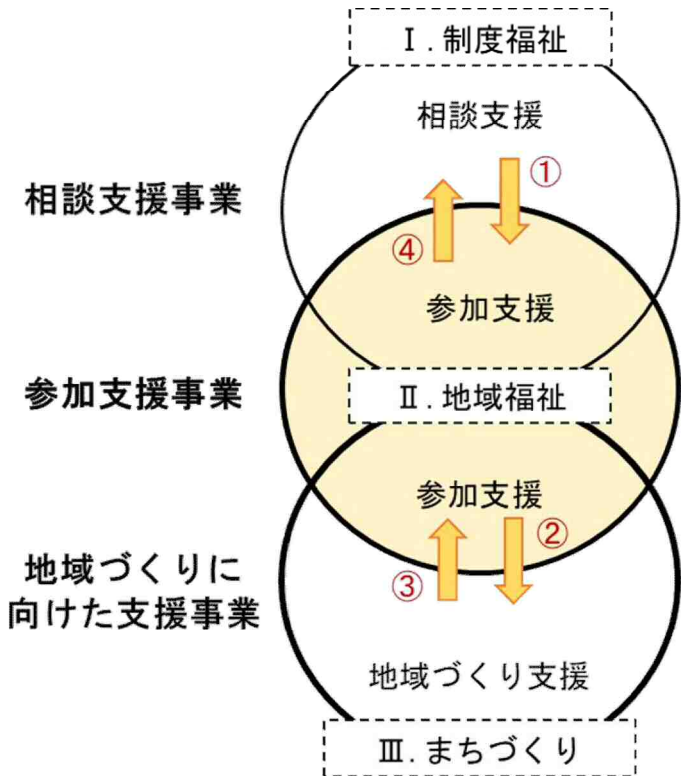 Ⅰ.制度福祉
相談支援
①
相談支援事業
④
参加支援
参加支援事業
Ⅱ.地域福祉
参加支援
②
③
地域づくりに
向けた支援事業
地域づくり支援
Ⅲ.まちづくり